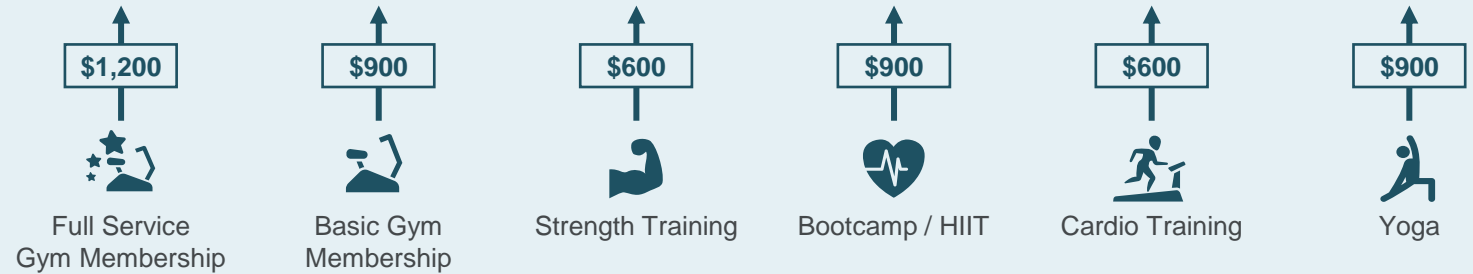 $1,200
$900
$600
$900
$600
$900
Full Service
Gym Membership
Basic Gym
Membership
Strength Training
Bootcamp / HIIT
Cardio Training
Yoga